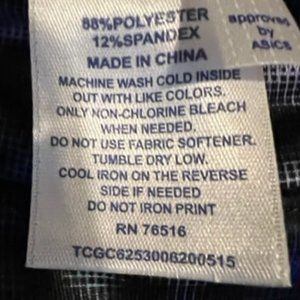 88%POLYESTER
12%SPANDEX
MADE IN CHINA
MACHINE WASH COLD INSIDE
OUT WITH LIKE COLORS.
ONLY NON-CHLORINE BLEACH
WHEN NEEDED.
DO NOT USE FABRIC SOFTENER.
TUMBLE DRY LOW.
COOL IRON ON THE REVERSE
SIDE IF NEEDED
DO NOT IRON PRINT
RN 76516
TCGC6253006200515
approved
by
ASICS